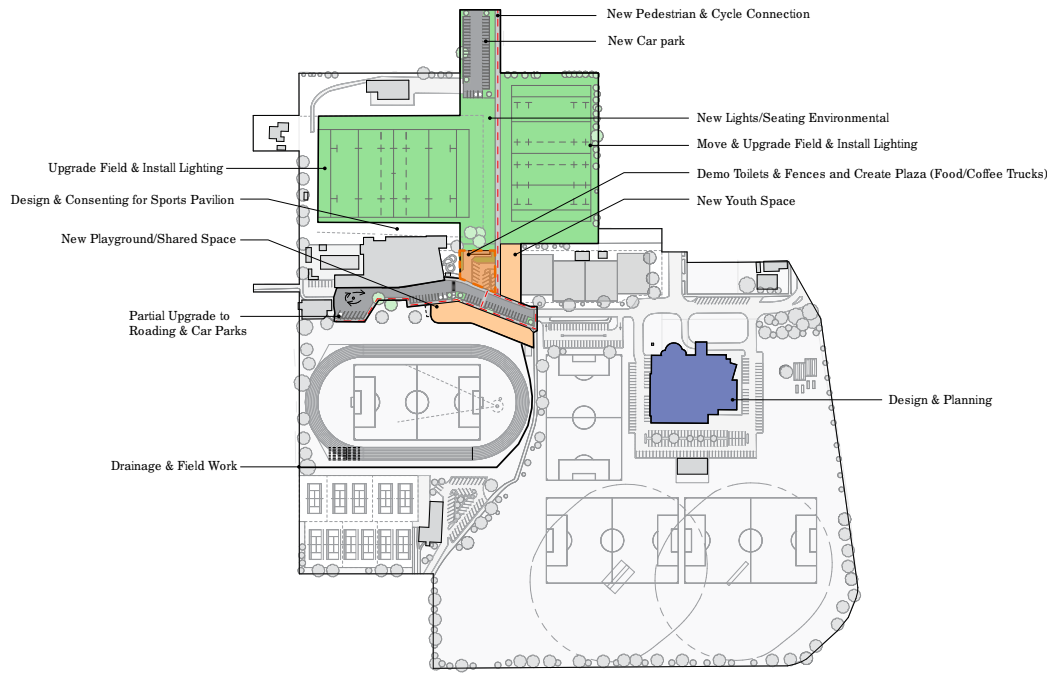 New Pedestrian & Cycle Connection
New Car park
New Lights/Seating Environmental
Move & Upgrade Field & Install Lighting
Upgrade Field & Install Lighting
Demo Toilets & Fences and Create Plaza (Food/Coffee Trucks)
Design & Consenting for Sports Pavilion
New Youth Space
New Playground/Shared Space
Partial Upgrade to
Roading & Car Parks
Design & Planning
Drainage & Field Work